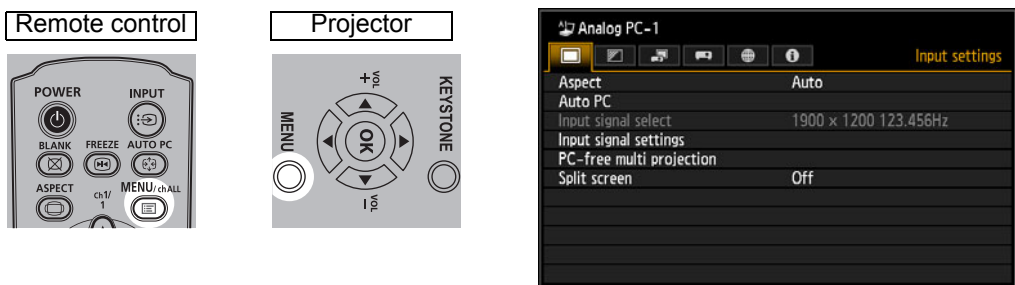 Remote control
POWER
INPUT
BLANK
FREEZE
AUTO PC
ASPECT
Ch1/
1
MENU/chALL
Projector
+ VOL
KEYSTONE
MENU
OK
- VOL
Analog PC-1
Input settings
Aspect Auto
Auto PC
Input signal select 1900 × 1200 123.456Hz
Input signal settings
PC-free multi projection
Split screen Off